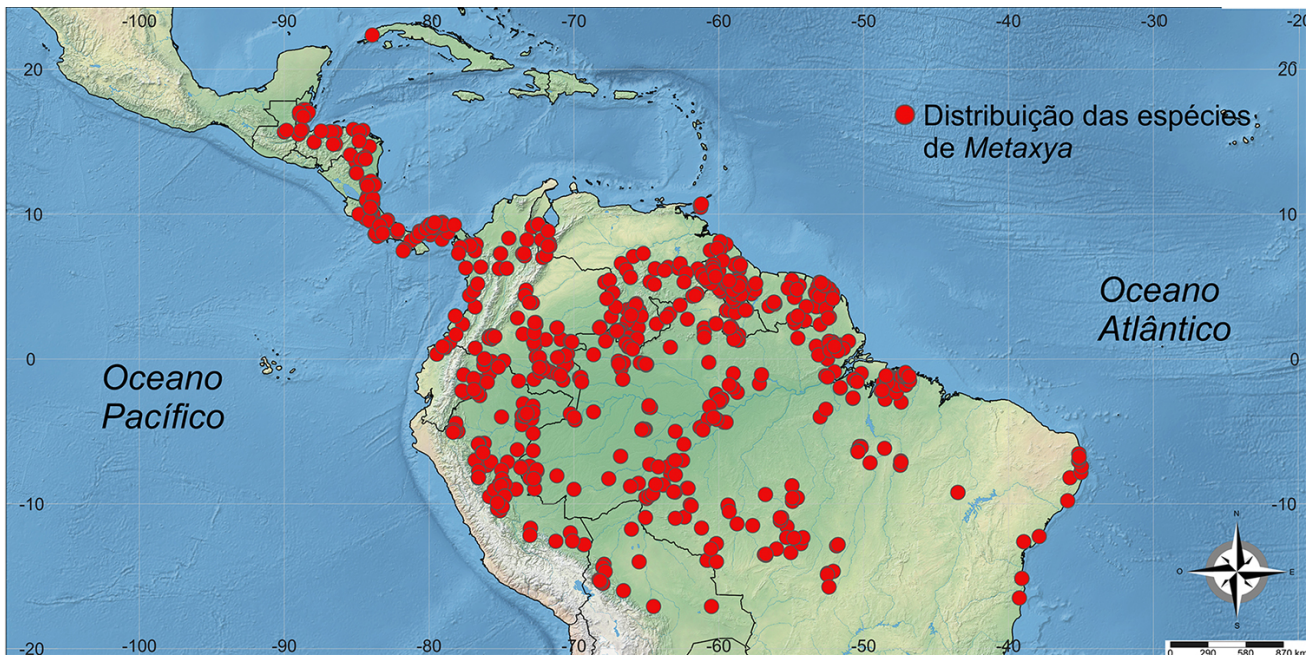 -100 -90 -80 -70 -60 -50 -40 -30 -20
20 20
Distribuição das espécies
de Metaxya
10 10
Oceano
Atlântico
0 0
Oceano
Pacífico
-10 -10
N
O E
S
-20 -100 -90 -80 -70 -60 -50 -40 -20
0 290 580 870 km